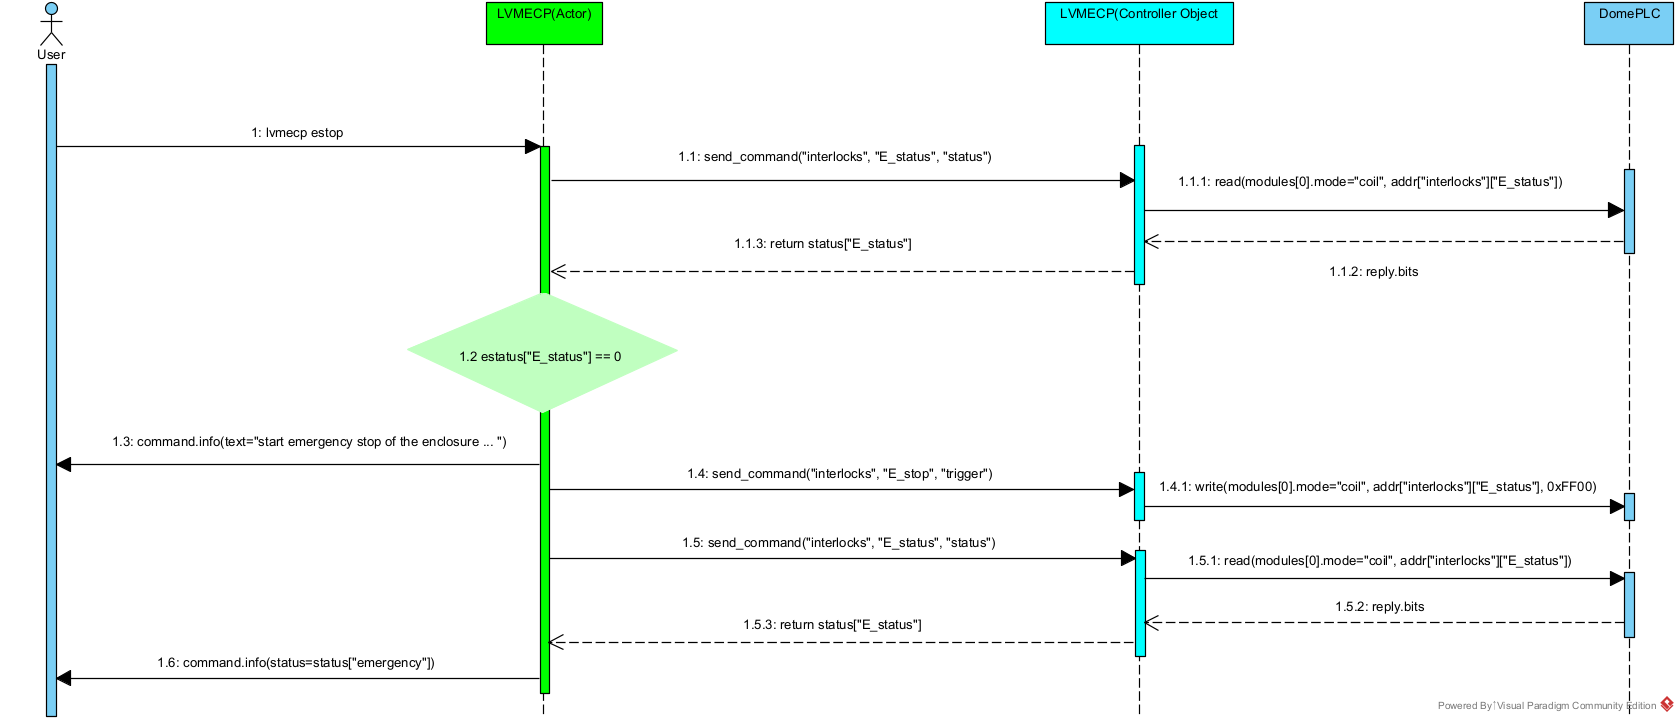 LVMECP(Actor)
LVMECP(Controller Object
DomePLC
User
1: lvmecp estop
1.1: send_command("interlocks", "E_status", "status")
1.1.1: read(modules[0].mode="coil", addr["interlocks"]["E_status"])
1.1.3: return status["E_status"]
1.1.2: reply.bits
1.2 estatus["E_status"] == 0
1.3: command.info(text="start emergency stop of the enclosure ... ")
1.4: send_command("interlocks", "E_stop", "trigger")
1.4.1: write(modules[0].mode="coil", addr["interlocks"]["E_status"], 0xFF00)
1.5: send_command("interlocks", "E_status", "status")
1.5.1: read(modules[0].mode="coil", addr["interlocks"]["E_status"])
1.5.2: reply.bits
1.5.3: return status["E_status"]
1.6: command.info(status=status["emergency"])
Powered By Visual Paradigm Community Edition